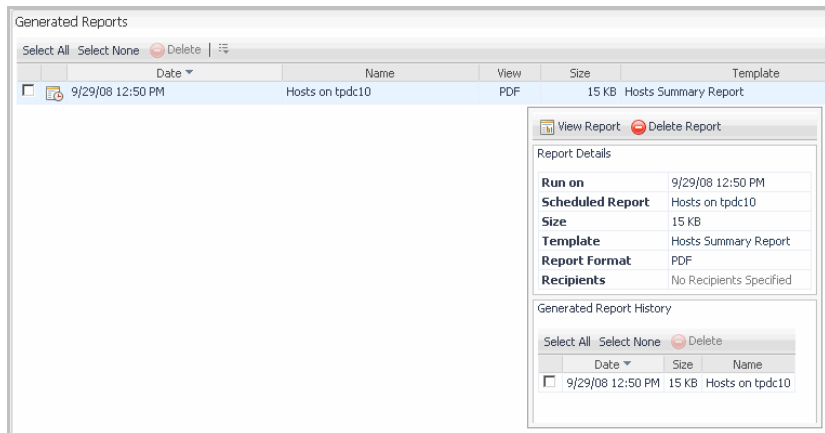 Generated Reports
Select All Select None Delete
Date Name View Size Template
9/29/08 12:50 PM Hosts on tpdc10 PDF 15 KB Hosts Summary Report
View Report Delete Report
Report Details
Run on 9/29/08 12:50 PM
Scheduled Report Hosts on tpdc10
Size 15 KB
Template Hosts Summary Report
Report Format PDF
Recipients No Recipients Specified
Generated Report History
Select All Select None Delete
Date Size Name
9/29/08 12:50 PM 15 KB Hosts on tpdc10